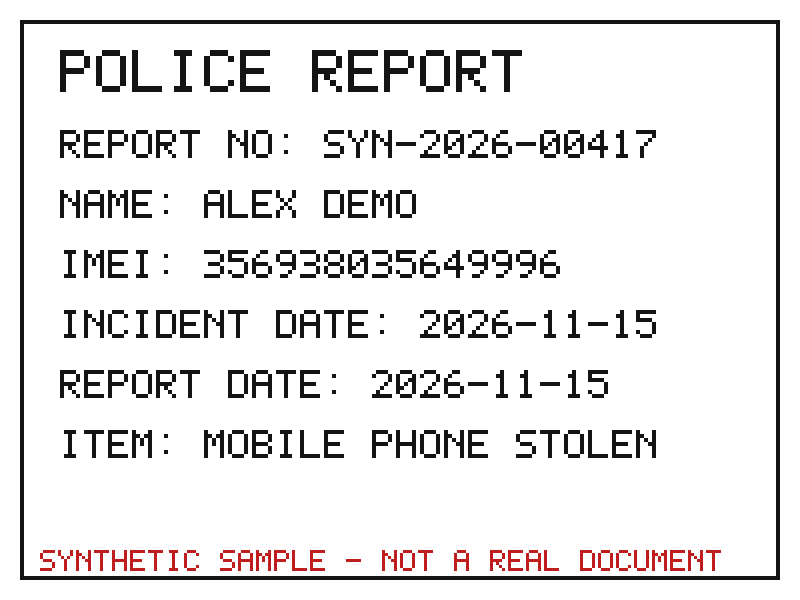 POLICE REPORT
REPORT NO: SYN-2026-00417
NAME: ALEX DEMO
IMEI: 356938035649996
INCIDENT DATE: 2026-11-15
REPORT DATE: 2026-11-15
ITEM: MOBILE PHONE STOLEN
SYNTHETIC SAMPLE - NOT A REAL DOCUMENT